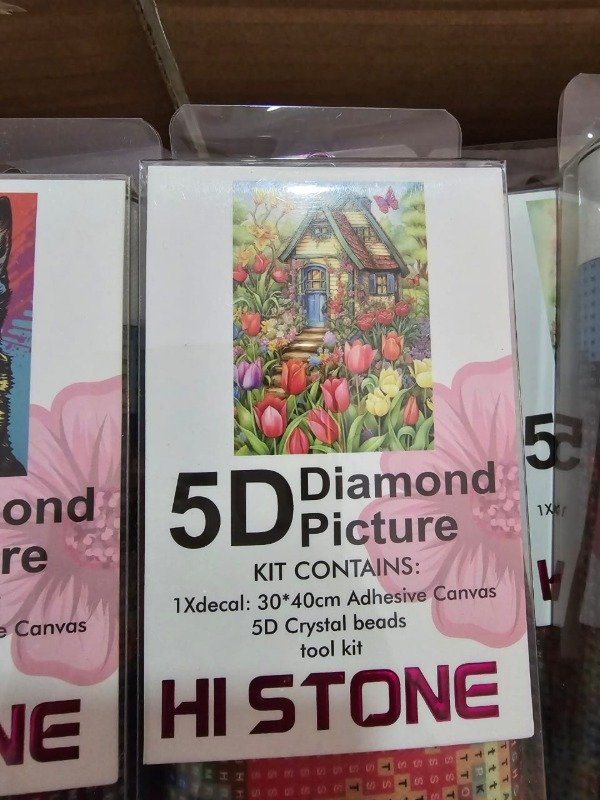 5D Diamond
Picture
KIT CONTAINS:
1Xdecal: 30*40cm Adhesive Canvas
5D Crystal beads
tool kit
HI STONE
ond
re
e Canvas
NE
5
1X
H